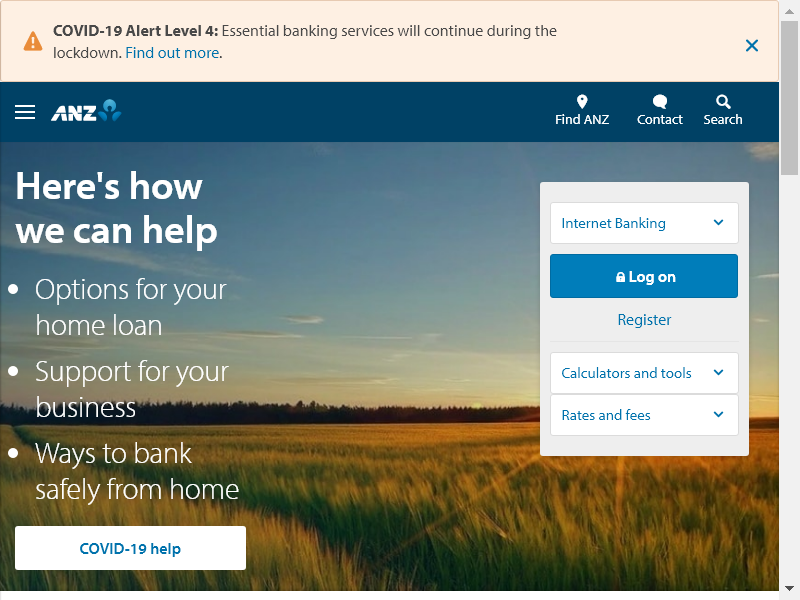 COVID-19 Alert Level 4: Essential banking services will continue during the
lockdown. Find out more.
ANZ
Find ANZ
Contact
Search
Here's how
we can help
Options for your
home loan
Support for your
business
Ways to bank
safely from home
COVID-19 help
Internet Banking
Log on
Register
Calculators and tools
Rates and fees